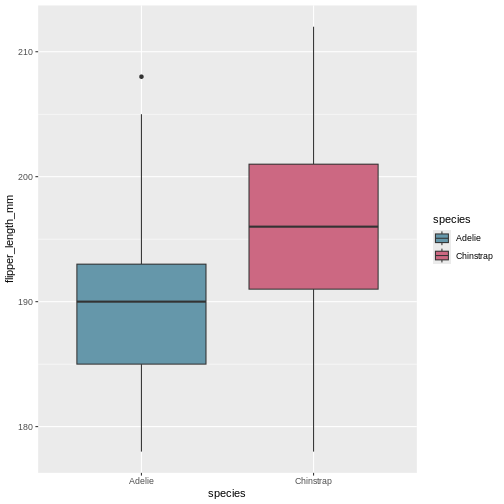 flipper_length_mm
210
200
190
180
Adelie
Chinstrap
species
species
Adelie
Chinstrap